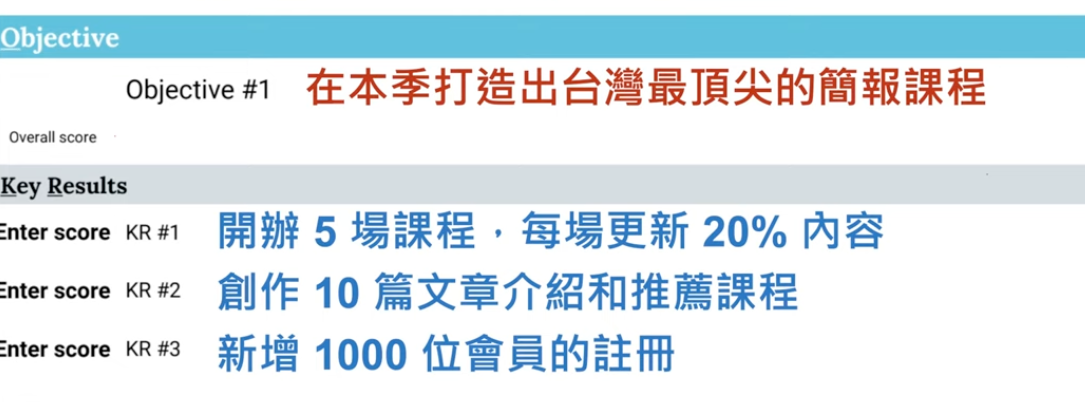 Objective
Objective #1 在本季打造出台灣最頂尖的簡報課程
Overall score
Key Results
Enter score KR #1 開辦 5 場課程，每場更新 20% 內容
Enter score KR #2 創作 10 篇文章介紹和推薦課程
Enter score KR #3 新增 1000 位會員的註冊